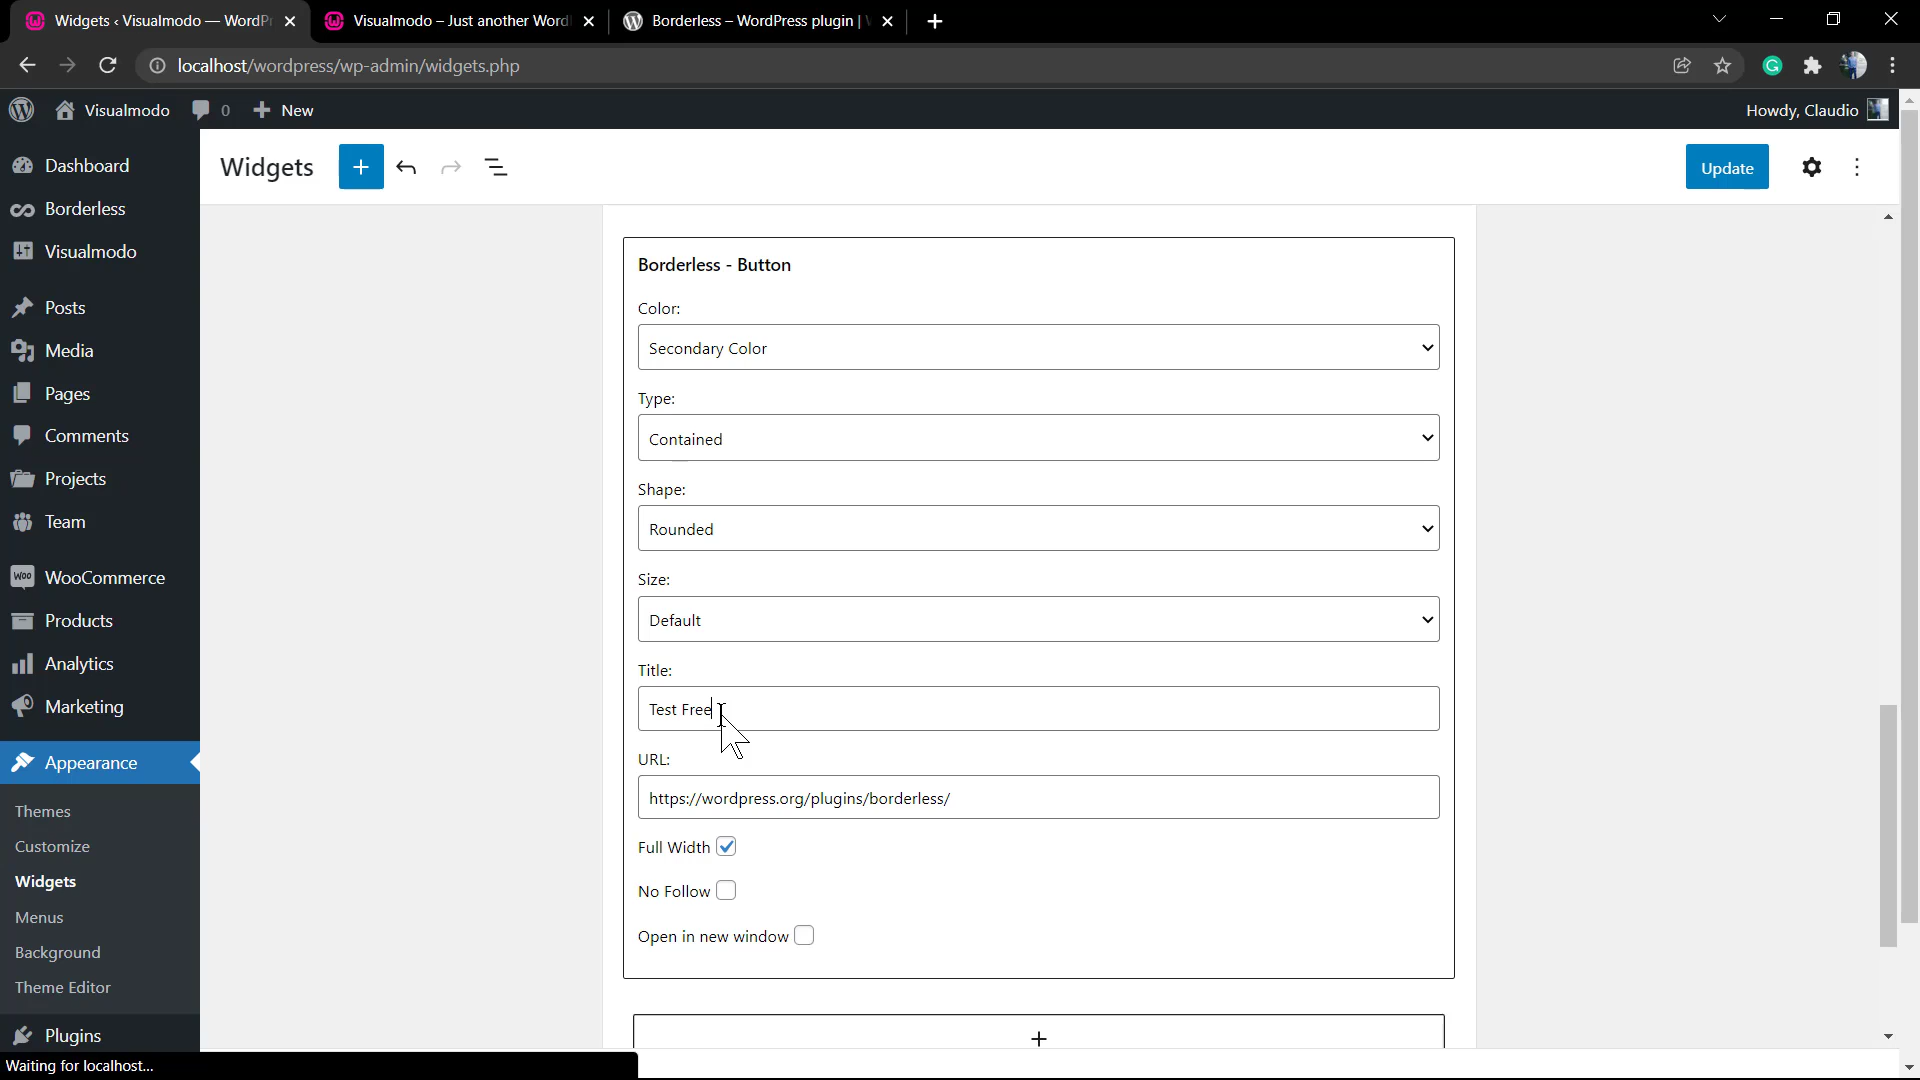 Widgets ‹ Visualmodo — WordPr
Visualmodo – Just another Word
Borderless – WordPress plugin |
localhost/wordpress/wp-admin/widgets.php
Visualmodo
0
New
Howdy, Claudio
Dashboard
Borderless
Visualmodo
Posts
Media
Pages
Comments
Projects
Team
Woo WooCommerce
Products
Analytics
Marketing
Appearance
Themes
Customize
Widgets
Menus
Background
Theme Editor
Plugins
Waiting for localhost...
Widgets
Update
Borderless - Button
Color:
Secondary Color
Type:
Contained
Shape:
Rounded
Size:
Default
Title:
Test Free
URL:
https://wordpress.org/plugins/borderless/
Full Width
No Follow
Open in new window